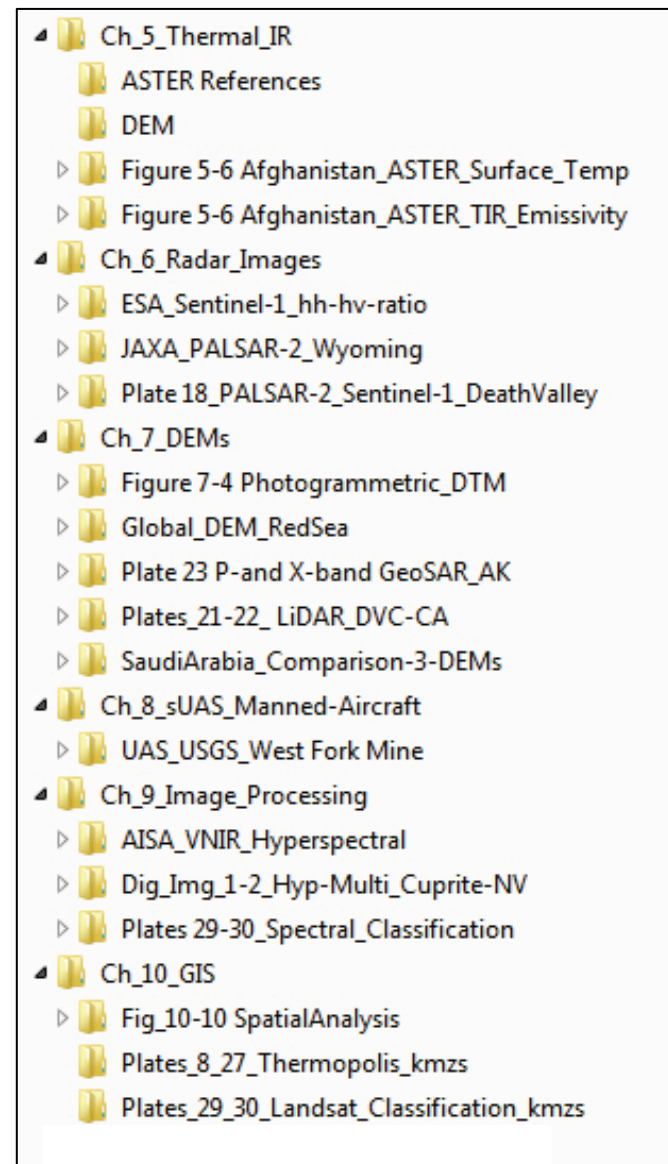 Ch_5_Thermal_IR
ASTER References
DEM
Figure 5-6 Afghanistan_ASTER_Surface_Temp
Figure 5-6 Afghanistan_ASTER_TIR_Emissivity
Ch_6_Radar_Images
ESA_Sentinel-1_hh-hv-ratio
JAXA_PALSAR-2_Wyoming
Plate 18_PALSAR-2_Sentinel-1_DeathValley
Ch_7_DEMs
Figure 7-4 Photogrammetric_DTM
Global_DEM_RedSea
Plate 23 P-and X-band GeoSAR_AK
Plates_21-22_ LiDAR_DVC-CA
SaudiArabia_Comparison-3-DEMs
Ch_8_sUAS_Manned-Aircraft
UAS_USGS_West Fork Mine
Ch_9_Image_Processing
AISA_VNIR_Hyperspectral
Dig_Img_1-2_Hyp-Multi_Cuprite-NV
Plates 29-30_Spectral_Classification
Ch_10_GIS
Fig_10-10 SpatialAnalysis
Plates_8_27_Thermopolis_kmzs
Plates_29_30_Landsat_Classification_kmzs